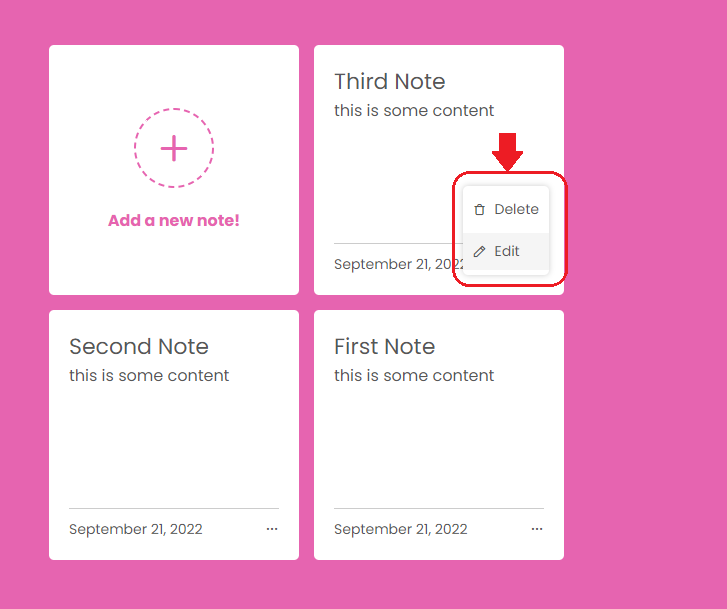 Third Note
this is some content
Delete
Edit
September 21, 2022
Add a new note!
Second Note
this is some content
September 21, 2022
...
First Note
this is some content
September 21, 2022
...